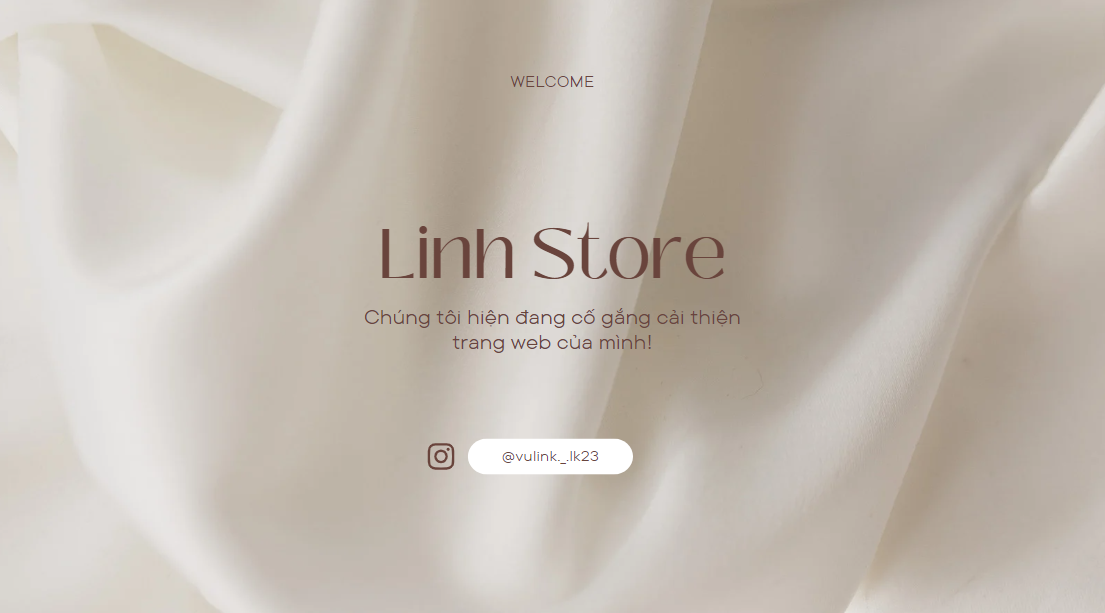 WELCOME
Linh Store
Chúng tôi hiện đang cố gắng cải thiện
trang web của mình!
@vulink._.lk23